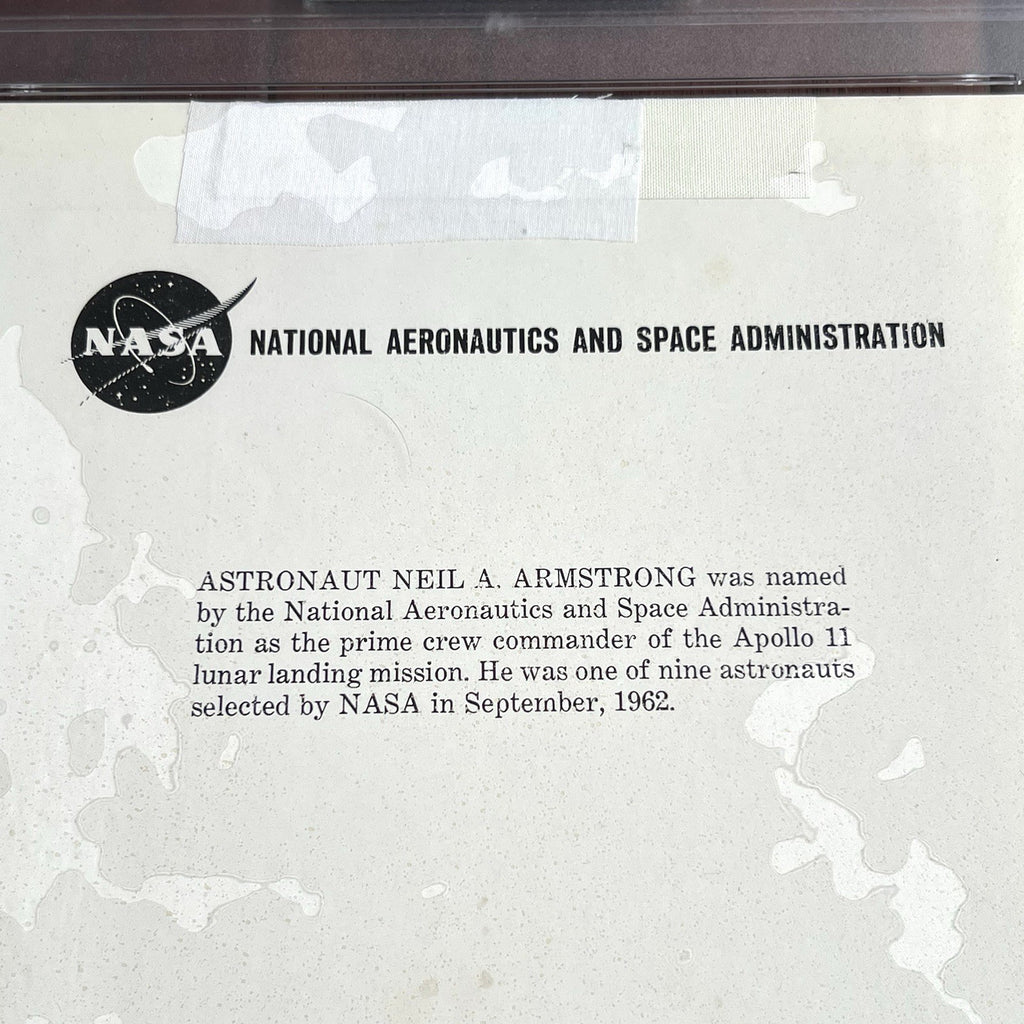 NASA
NATIONAL AERONAUTICS AND SPACE ADMINISTRATION
ASTRONAUT NEIL A. ARMSTRONG was named
by the National Aeronautics and Space Administra-
tion as the prime crew commander of the Apollo 11
lunar landing mission. He was one of nine astronauts
selected by NASA in September, 1962.